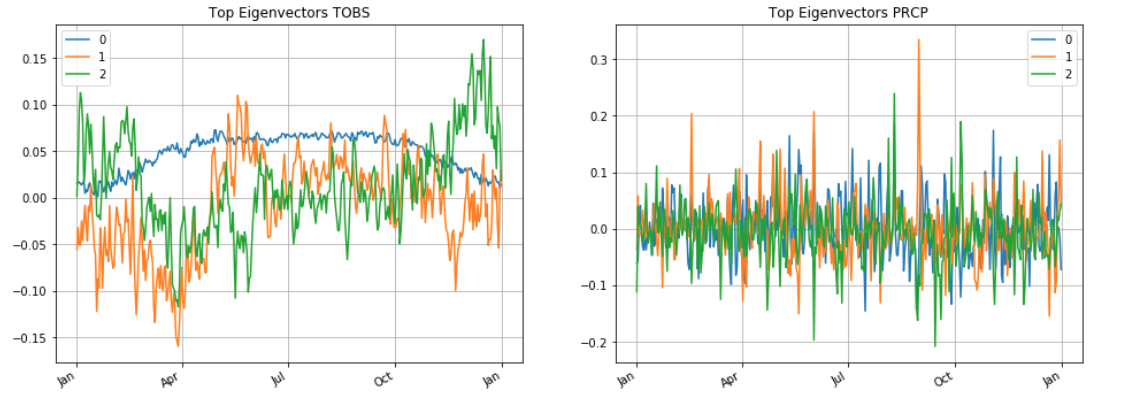 Top Eigenvectors TOBS
0
1
2
0.15
0.10
0.05
0.00
−0.05
−0.10
−0.15
Jan
Apr
Jul
Oct
Jan
Top Eigenvectors PRCP
0
1
2
0.3
0.2
0.1
0.0
−0.1
−0.2
Jan
Apr
Jul
Oct
Jan